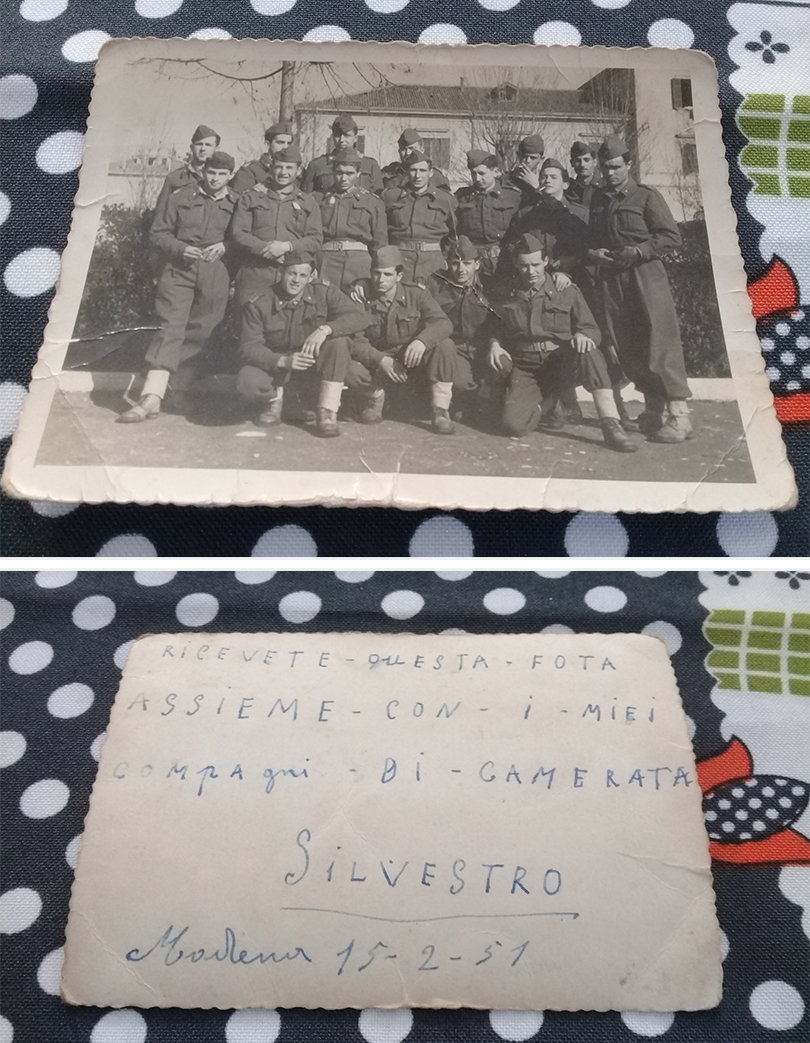 RICEVETE - QUESTA - FOTA
ASSIEME - CON - I - MIEI
COMPAgni - DI - CAMERATA
SILVESTRO
Modena 15-2-51